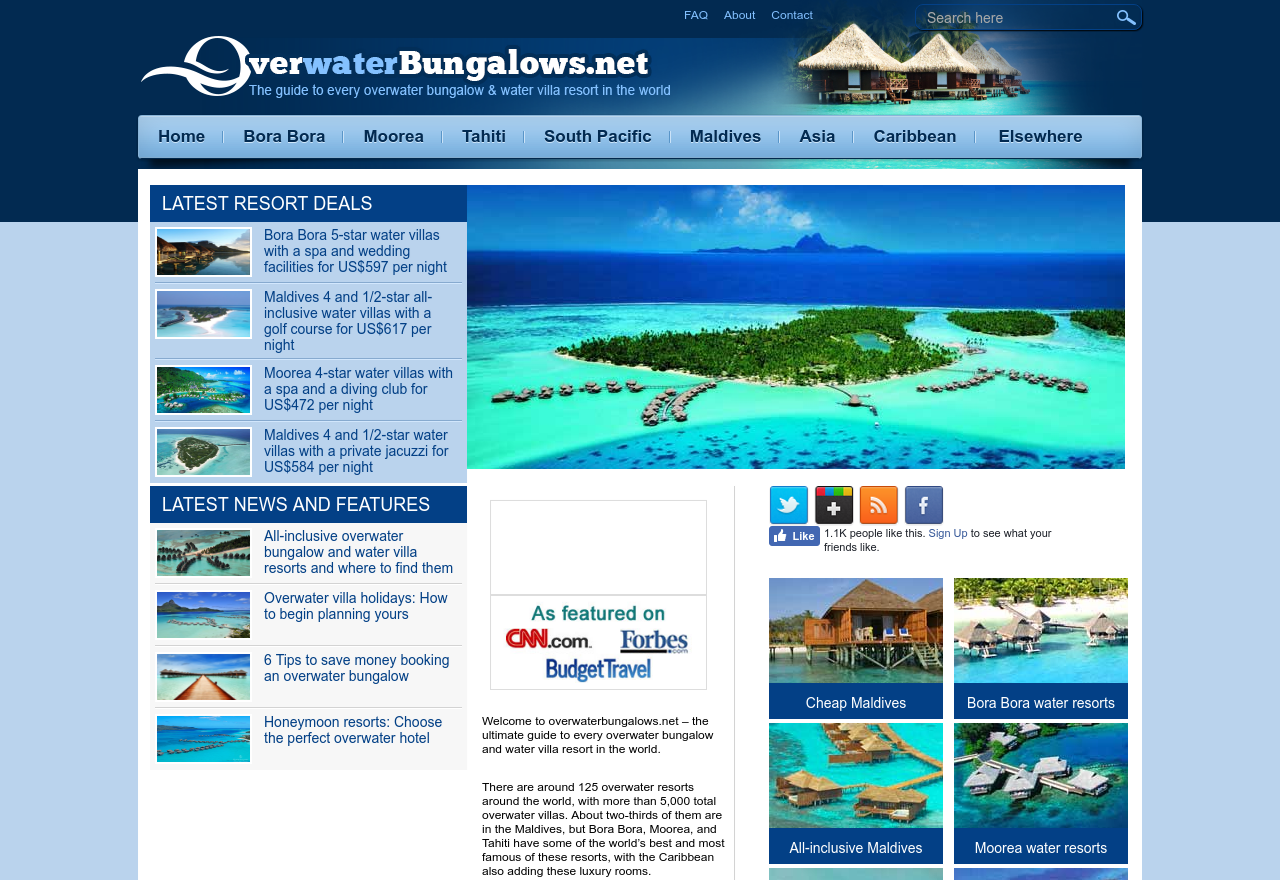 FAQ About Contact
Search here
OverwaterBungalows.net
The guide to every overwater bungalow & water villa resort in the world
Home Bora Bora Moorea Tahiti South Pacific Maldives Asia Caribbean Elsewhere
LATEST RESORT DEALS
Bora Bora 5-star water villas
with a spa and wedding
facilities for US$597 per night
Maldives 4 and 1/2-star all-
inclusive water villas with a
golf course for US$617 per
night
Moorea 4-star water villas with
a spa and a diving club for
US$472 per night
Maldives 4 and 1/2-star water
villas with a private jacuzzi for
US$584 per night
LATEST NEWS AND FEATURES
All-inclusive overwater
bungalow and water villa
resorts and where to find them
Overwater villa holidays: How
to begin planning yours
6 Tips to save money booking
an overwater bungalow
Honeymoon resorts: Choose
the perfect overwater hotel
As featured on
CNN.com Forbes.com
BudgetTravel
Welcome to overwaterbungalows.net – the
ultimate guide to every overwater bungalow
and water villa resort in the world.
There are around 125 overwater resorts
around the world, with more than 5,000 total
overwater villas. About two-thirds of them are
in the Maldives, but Bora Bora, Moorea, and
Tahiti have some of the world's best and most
famous of these resorts, with the Caribbean
also adding these luxury rooms.
Like 1.1K people like this. Sign Up to see what your
friends like.
Cheap Maldives
Bora Bora water resorts
All-inclusive Maldives
Moorea water resorts